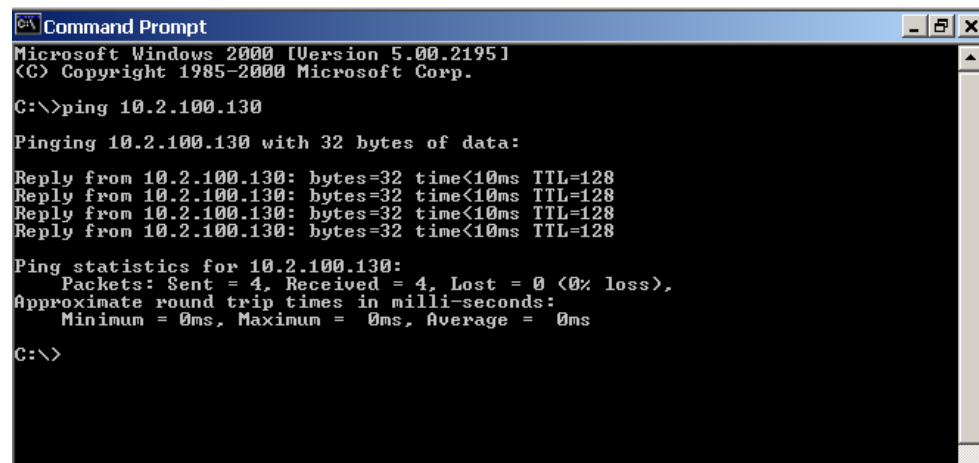 Command Prompt
Microsoft Windows 2000 [Version 5.00.2195]
(C) Copyright 1985-2000 Microsoft Corp.
C:\>ping 10.2.100.130
Pinging 10.2.100.130 with 32 bytes of data:
Reply from 10.2.100.130: bytes=32 time<10ms TTL=128
Reply from 10.2.100.130: bytes=32 time<10ms TTL=128
Reply from 10.2.100.130: bytes=32 time<10ms TTL=128
Reply from 10.2.100.130: bytes=32 time<10ms TTL=128
Ping statistics for 10.2.100.130:
    Packets: Sent = 4, Received = 4, Lost = 0 (0% loss),
Approximate round trip times in milli-seconds:
    Minimum = 0ms, Maximum =  0ms, Average =  0ms
C:\>